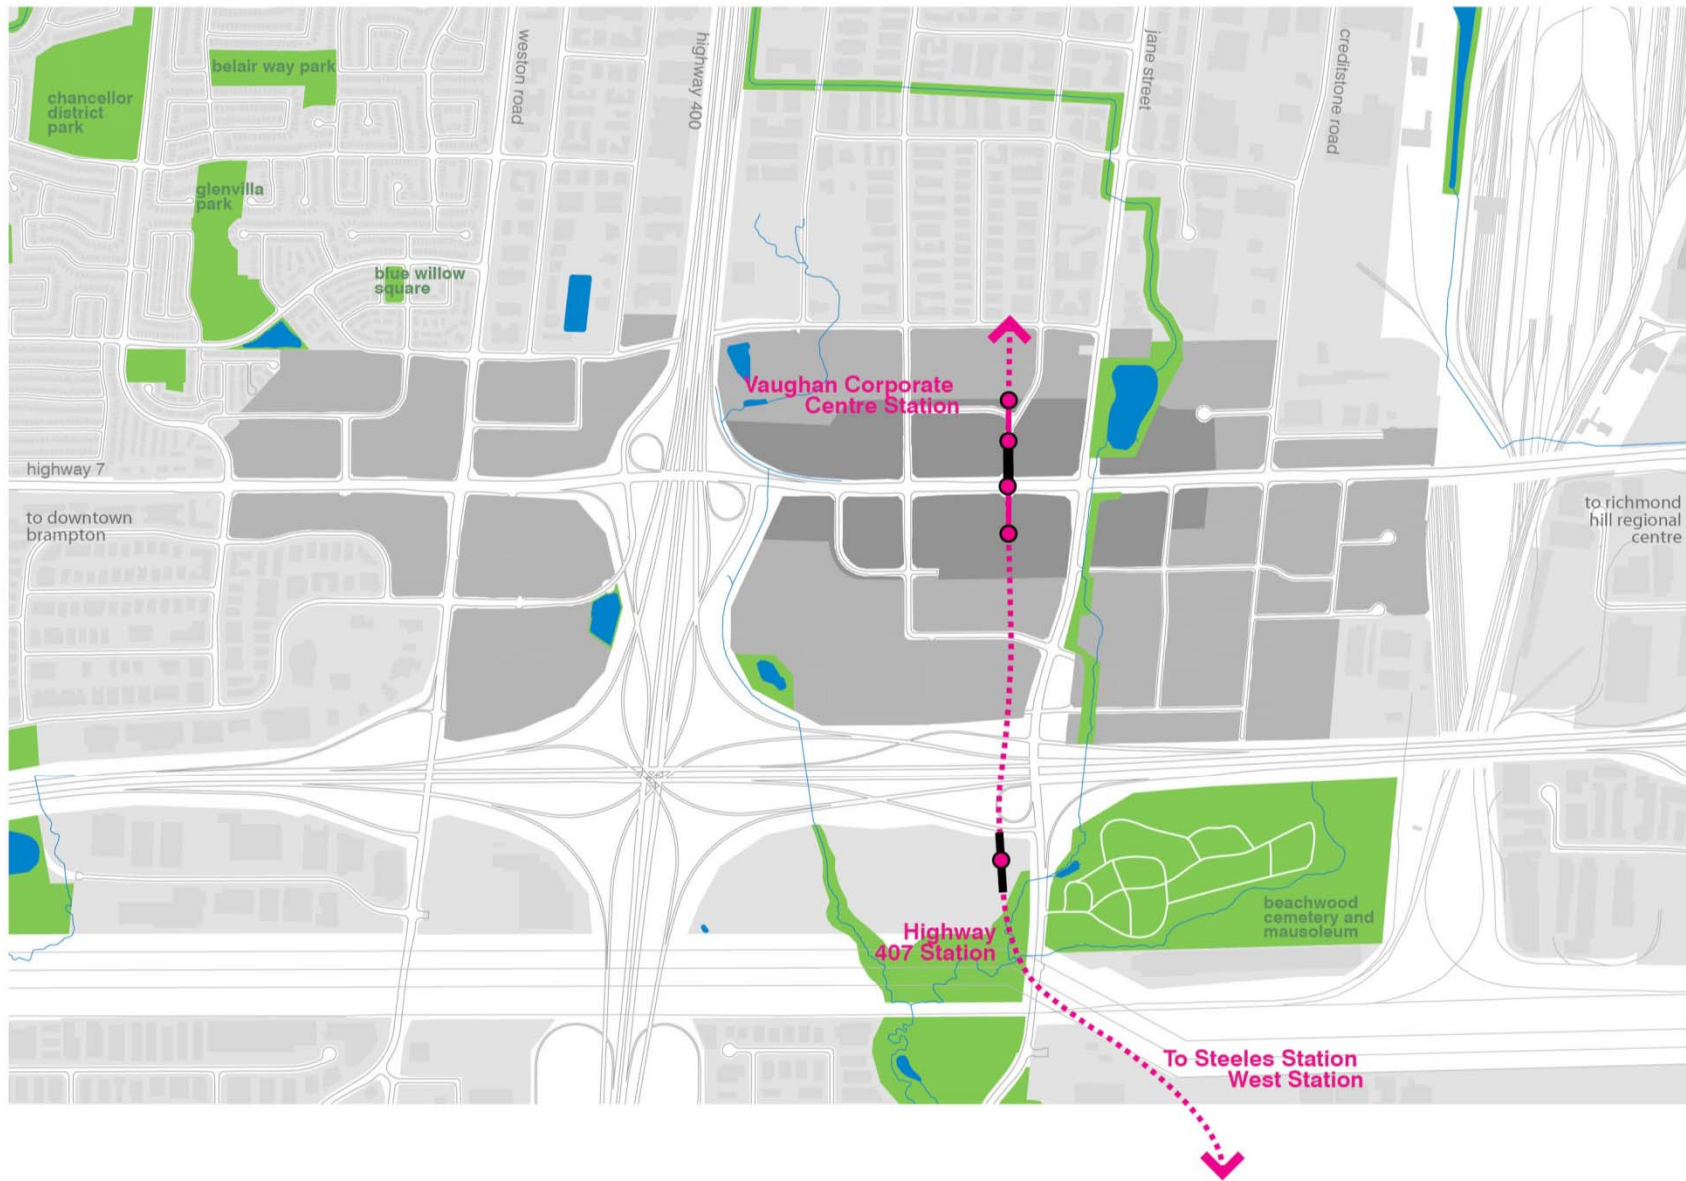 weston road
highway 400
jane street
creditstone road
belair way park
chancellor
district
park
glenvilla
park
blue willow
square
Vaughan Corporate
Centre Station
highway 7
to downtown
brampton
to richmond
hill regional
centre
beachwood
cemetery and
mausoleum
Highway
407 Station
To Steeles Station
West Station